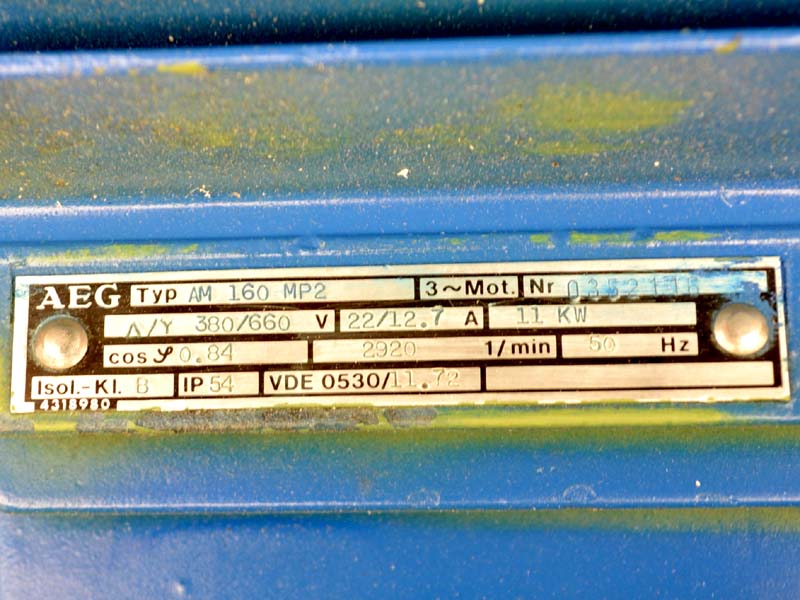 AEG Typ AM 160 MP2 3~Mot. Nr
Λ/Y 380/660 V 22/12.7 A 11 KW
cos φ 0.84 2920 1/min 50 Hz
Isol.-Kl. B IP 54 VDE 0530/11.72
4318980